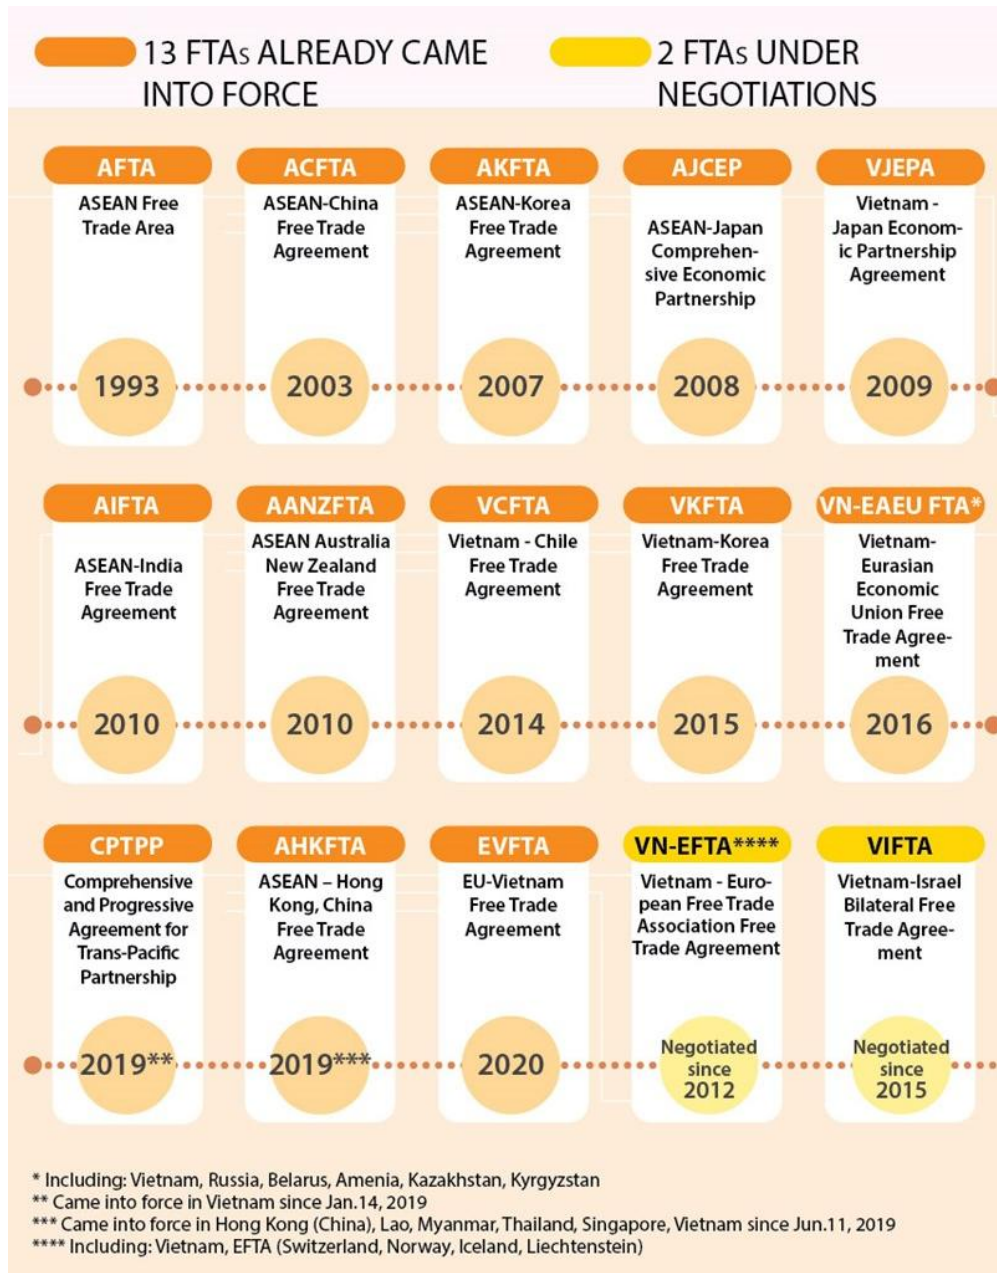 13 FTAs ALREADY CAME
INTO FORCE
2 FTAs UNDER
NEGOTIATIONS
AFTA
ASEAN Free
Trade Area
1993
ACFTA
ASEAN-China
Free Trade
Agreement
2003
AKFTA
ASEAN-Korea
Free Trade
Agreement
2007
AJCEP
ASEAN-Japan
Comprehen-
sive Economic
Partnership
2008
VJEPA
Vietnam -
Japan Econom-
ic Partnership
Agreement
2009
AIFTA
ASEAN-India
Free Trade
Agreement
2010
AANZFTA
ASEAN Australia
New Zealand
Free Trade
Agreement
2010
VCFTA
Vietnam - Chile
Free Trade
Agreement
2014
VKFTA
Vietnam-Korea
Free Trade
Agreement
2015
VN-EAEU FTA*
Vietnam-
Eurasian
Economic
Union Free
Trade Agree-
ment
2016
CPTPP
Comprehensive
and Progressive
Agreement for
Trans-Pacific
Partnership
2019**
AHKFTA
ASEAN – Hong
Kong, China
Free Trade
Agreement
2019***
EVFTA
EU-Vietnam
Free Trade
Agreement
2020
VN-EFTA****
Vietnam - Euro-
pean Free Trade
Association Free
Trade Agreement
Negotiated
since
2012
VIFTA
Vietnam-Israel
Bilateral Free
Trade Agree-
ment
Negotiated
since
2015
* Including: Vietnam, Russia, Belarus, Amenia, Kazakhstan, Kyrgyzstan
** Came into force in Vietnam since Jan.14, 2019
*** Came into force in Hong Kong (China), Lao, Myanmar, Thailand, Singapore, Vietnam since Jun.11, 2019
**** Including: Vietnam, EFTA (Switzerland, Norway, Iceland, Liechtenstein)